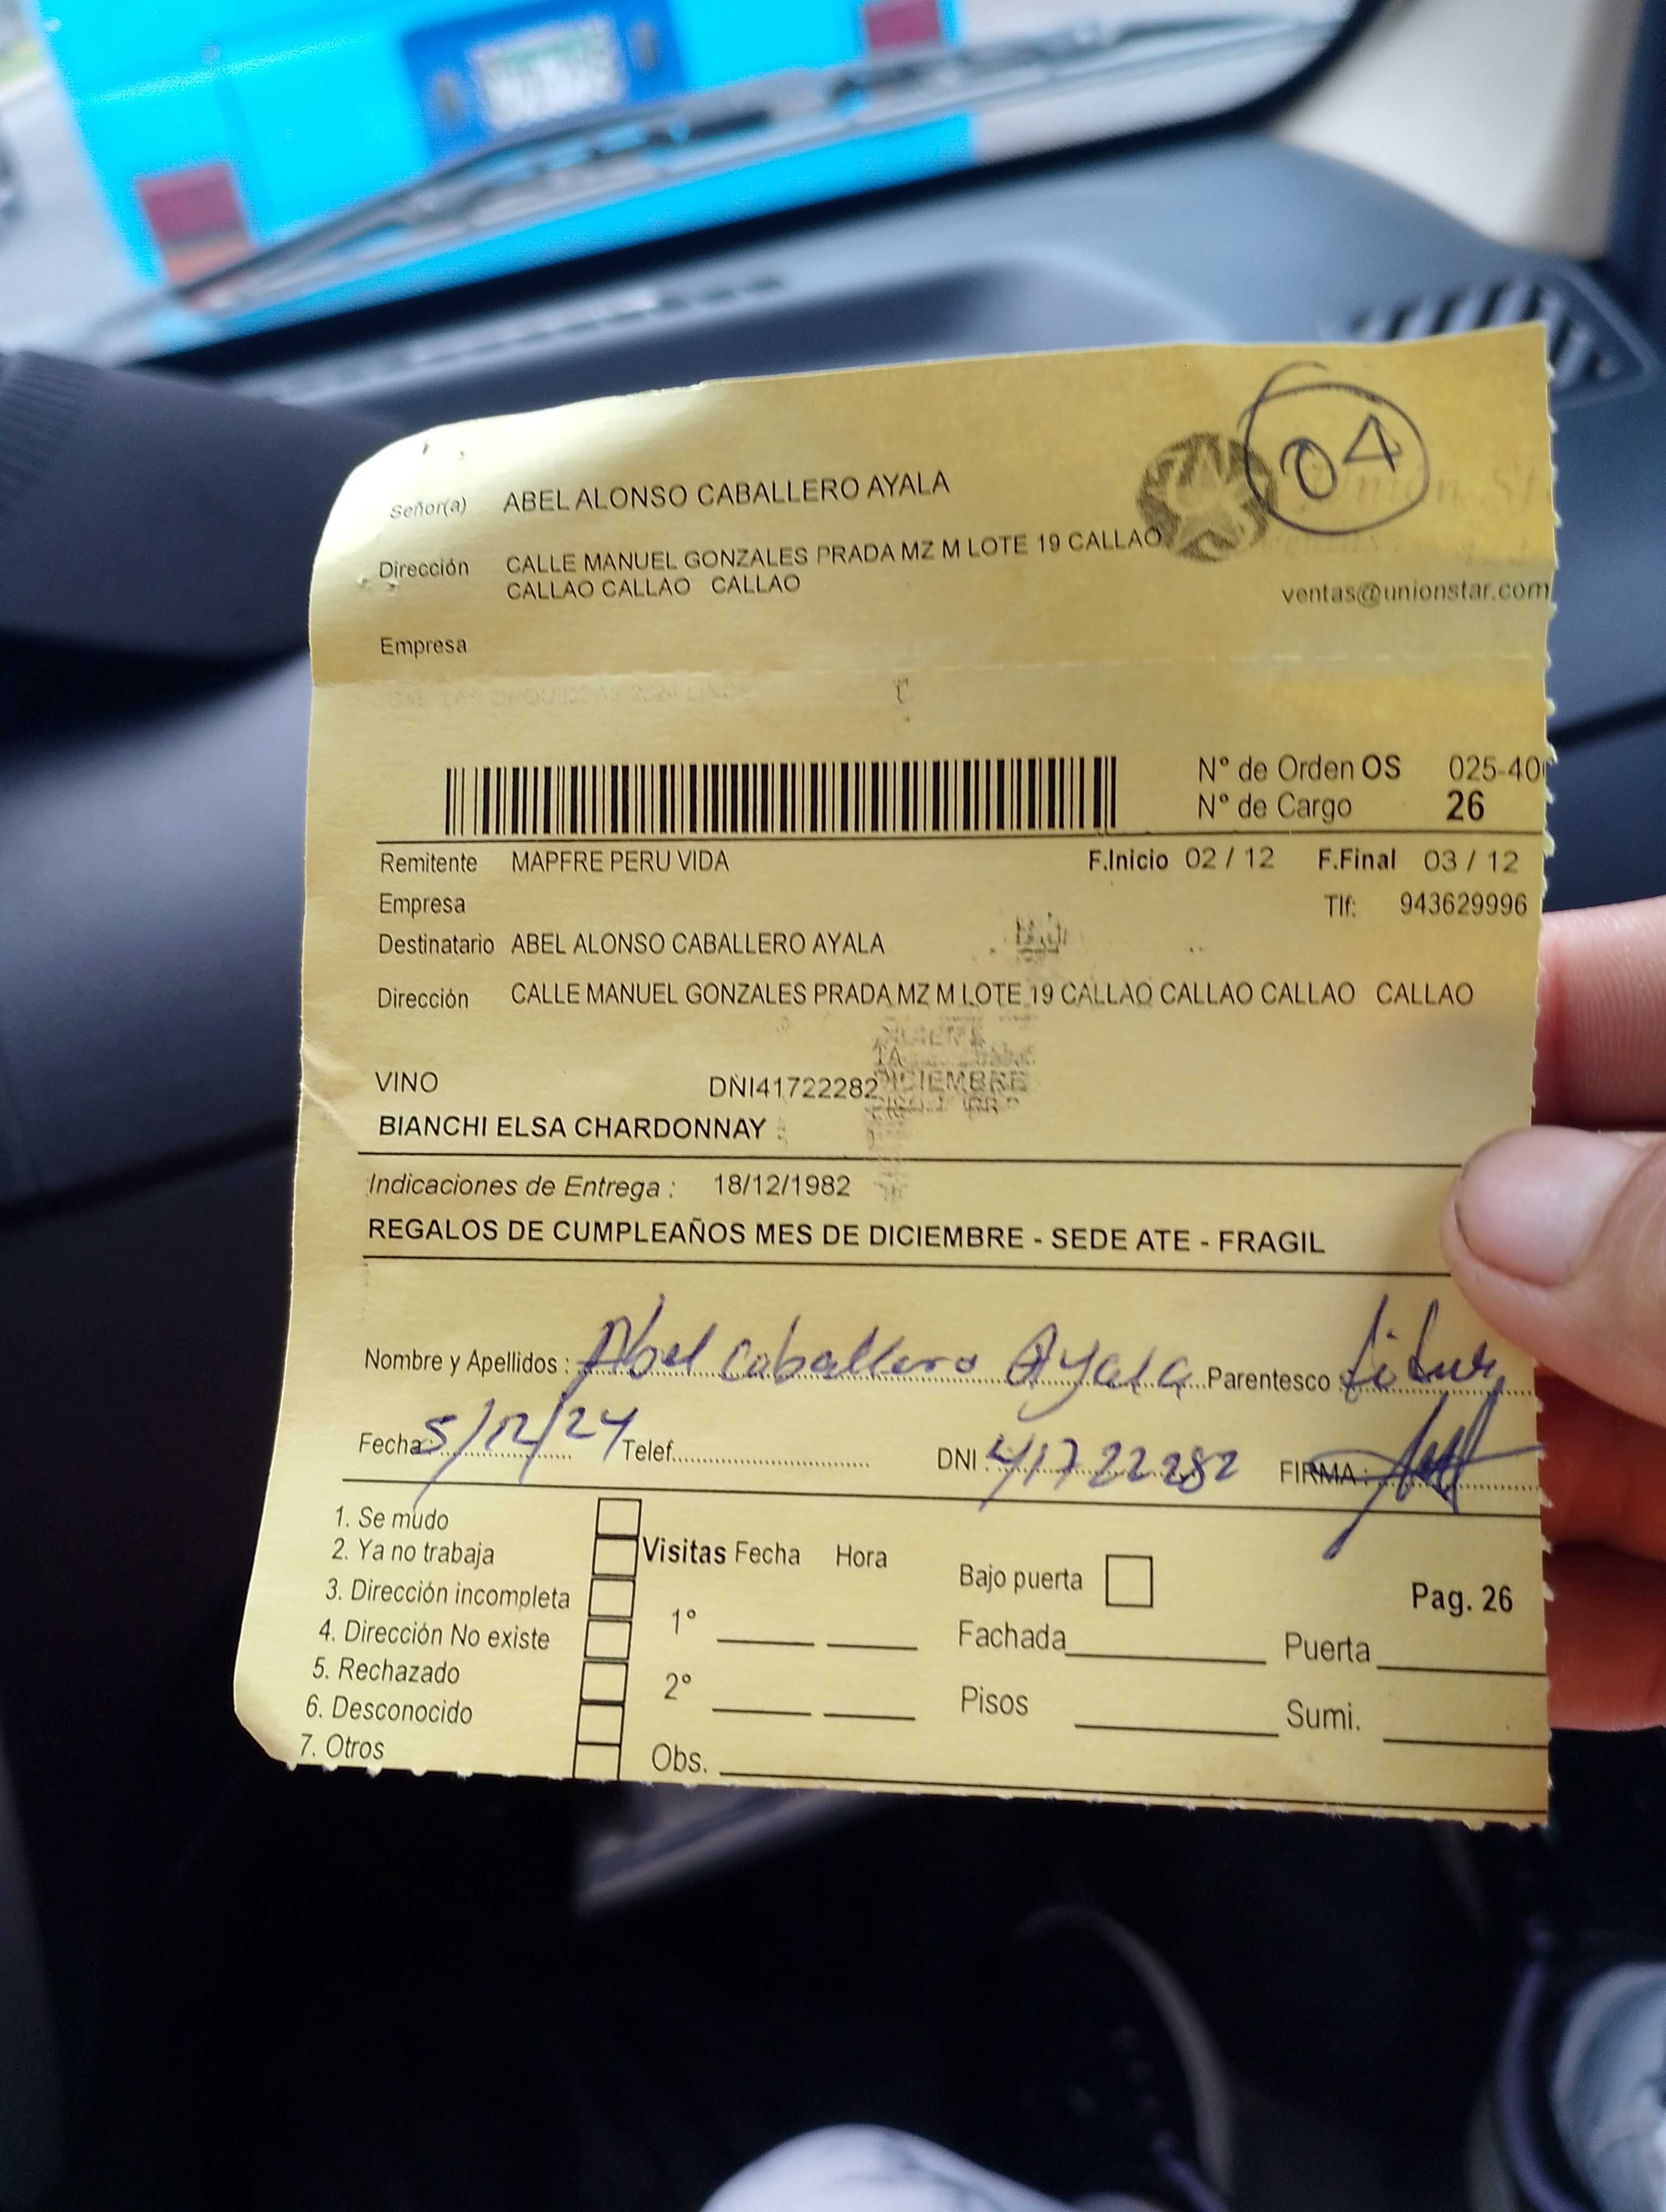 04
Señor(a) ABEL ALONSO CABALLERO AYALA
Dirección CALLE MANUEL GONZALES PRADA MZ M LOTE 19 CALLAO
CALLAO CALLAO CALLAO
ventas@unionstar.com
Empresa
N° de Orden OS 025-40
N° de Cargo 26
Remitente MAPFRE PERU VIDA F.Inicio 02 / 12 F.Final 03 / 12
Empresa Tlf: 943629996
Destinatario ABEL ALONSO CABALLERO AYALA
Dirección CALLE MANUEL GONZALES PRADA MZ M LOTE 19 CALLAO CALLAO CALLAO CALLAO
VINO DNI41722282 DICIEMBRE
BIANCHI ELSA CHARDONNAY
Indicaciones de Entrega : 18/12/1982
REGALOS DE CUMPLEAÑOS MES DE DICIEMBRE - SEDE ATE - FRAGIL
Nombre y Apellidos : Abel Caballero Ayala Parentesco
Fecha: 5/12/24 Telef. DNI : 41722282 FIRMA :
1. Se mudo
2. Ya no trabaja
3. Dirección incompleta
4. Dirección No existe
5. Rechazado
6. Desconocido
7. Otros
Visitas Fecha Hora
1°
2°
Obs.
Bajo puerta
Fachada Puerta
Pisos Sumi.
Pag. 26